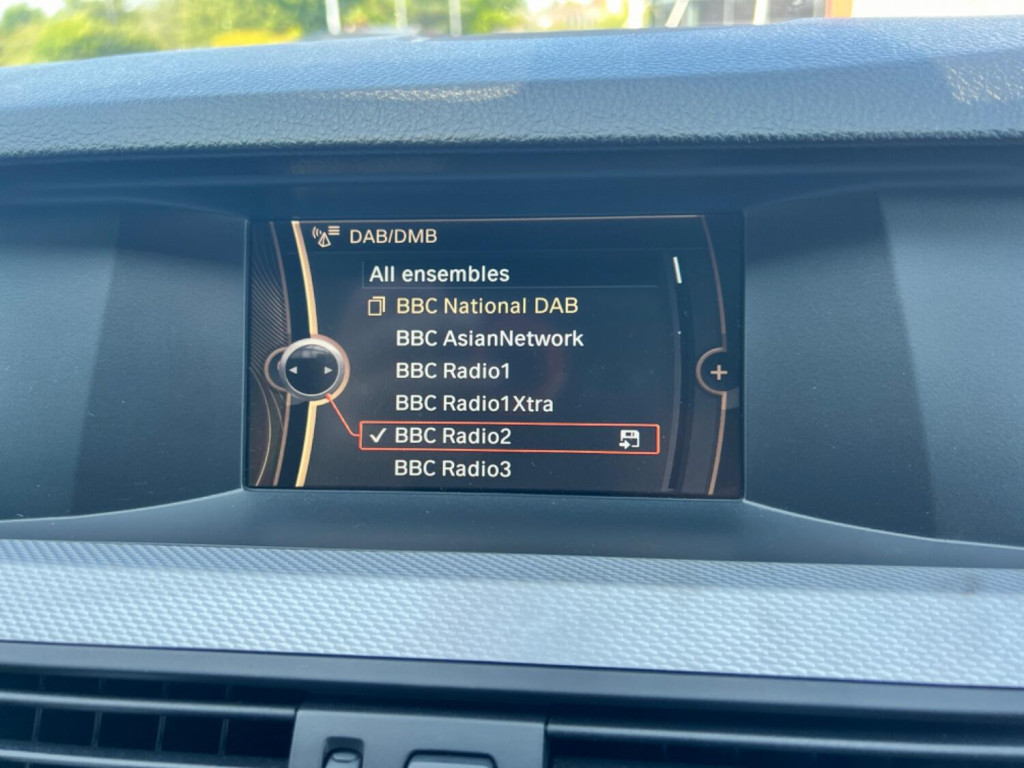 DAB/DMB
All ensembles
BBC National DAB
BBC AsianNetwork
BBC Radio1
BBC Radio1Xtra
BBC Radio2
BBC Radio3